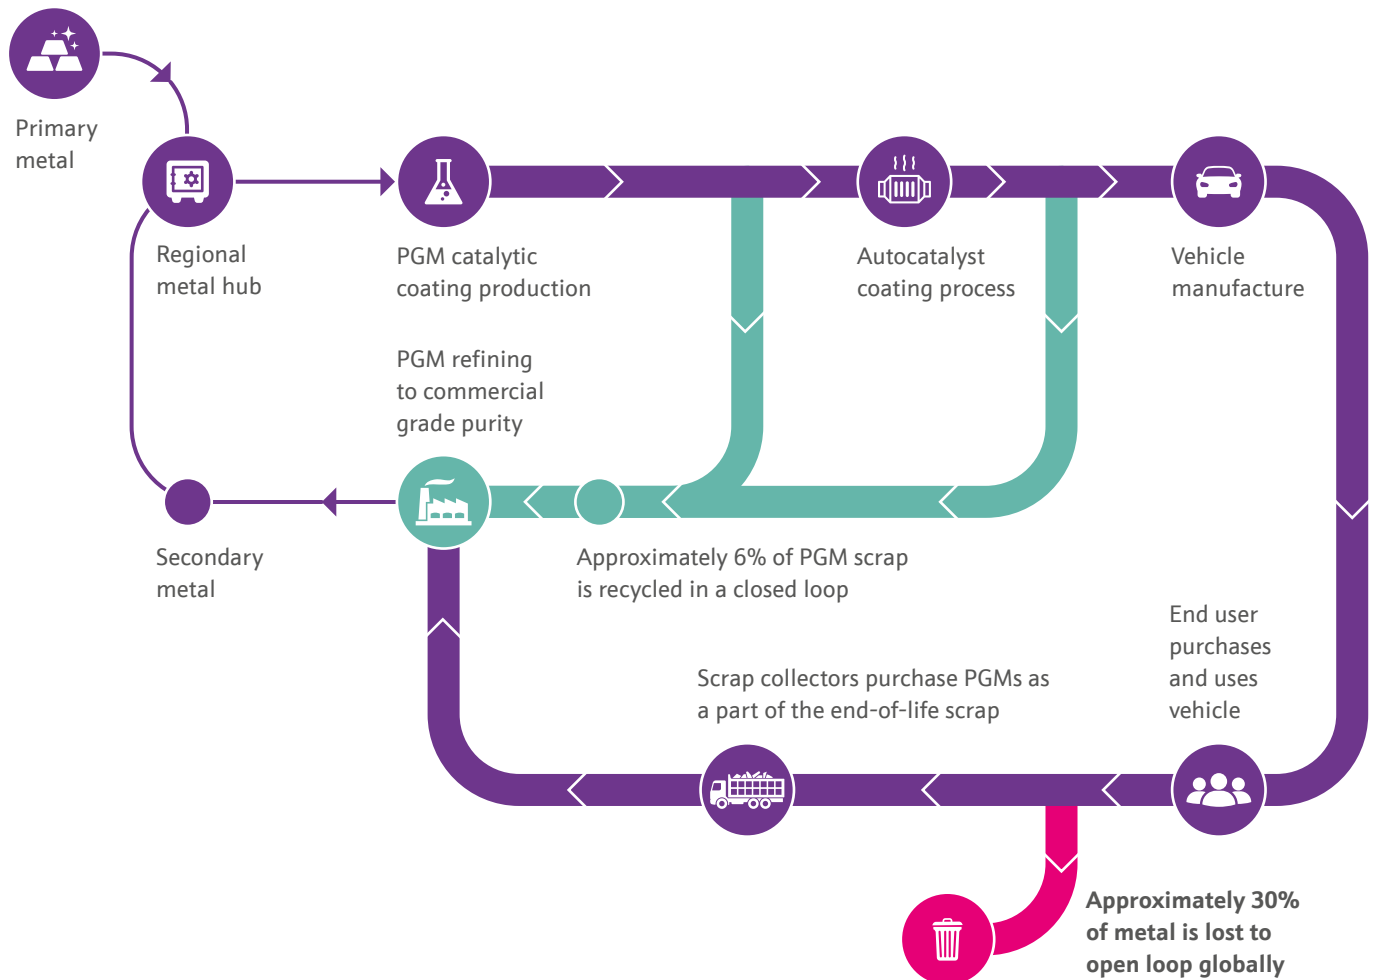 Primary
metal
Regional
metal hub
PGM catalytic
coating production
Autocatalyst
coating process
Vehicle
manufacture
PGM refining
to commercial
grade purity
Secondary
metal
Approximately 6% of PGM scrap
is recycled in a closed loop
End user
purchases
and uses
vehicle
Scrap collectors purchase PGMs as
a part of the end-of-life scrap
Approximately 30%
of metal is lost to
open loop globally